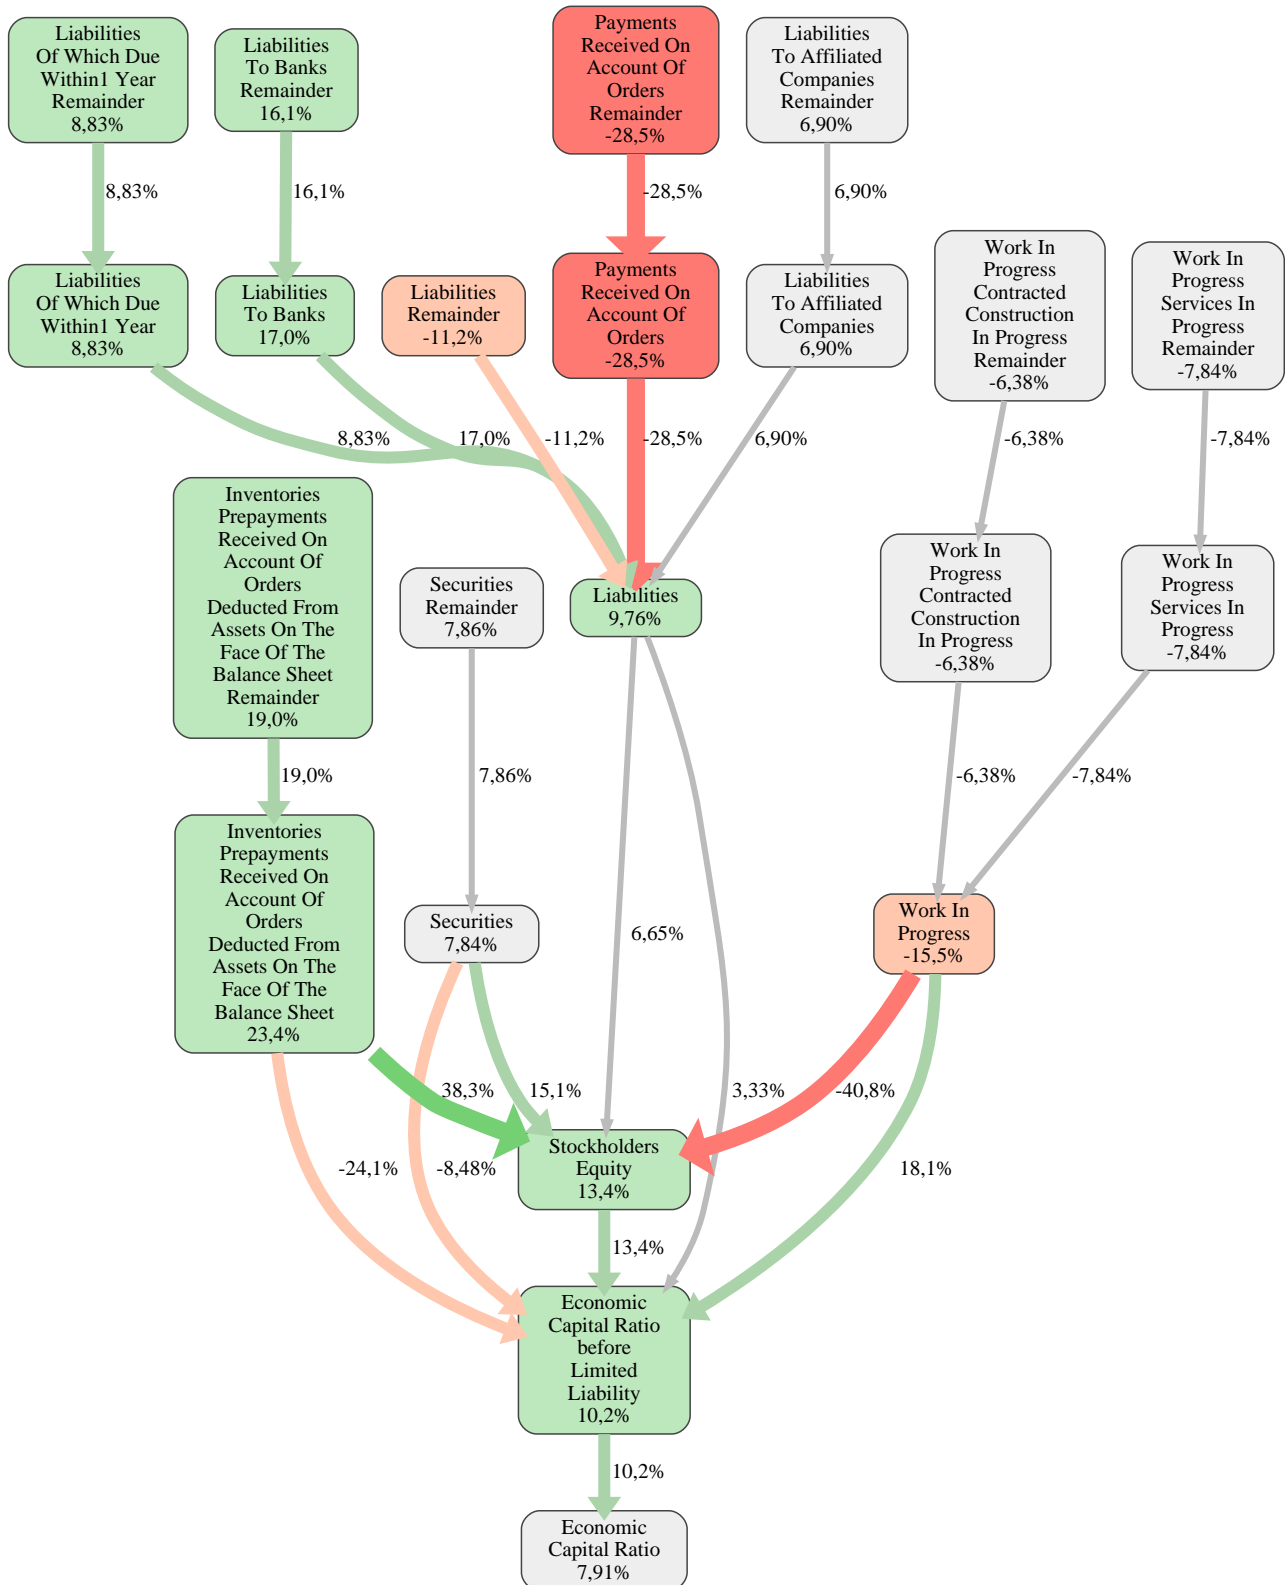 Liabilities
Of Which Due
Within1 Year
Remainder
8,83%
Liabilities
To Banks
Remainder
16,1%
Payments
Received On
Account Of
Orders
Remainder
-28,5%
Liabilities
To Affiliated
Companies
Remainder
6,90%
8,83%
16,1%
-28,5%
6,90%
Liabilities
Of Which Due
Within1 Year
8,83%
Liabilities
To Banks
17,0%
Liabilities
Remainder
-11,2%
Payments
Received On
Account Of
Orders
-28,5%
Liabilities
To Affiliated
Companies
6,90%
Work In
Progress
Contracted
Construction
In Progress
Remainder
-6,38%
Work In
Progress
Services In
Progress
Remainder
-7,84%
8,83%
17,0%
-11,2%
-28,5%
6,90%
-6,38%
-7,84%
Inventories
Prepayments
Received On
Account Of
Orders
Deducted From
Assets On The
Face Of The
Balance Sheet
Remainder
19,0%
Securities
Remainder
7,86%
Liabilities
9,76%
Work In
Progress
Contracted
Construction
In Progress
-6,38%
Work In
Progress
Services In
Progress
-7,84%
19,0%
7,86%
-6,38%
-7,84%
Inventories
Prepayments
Received On
Account Of
Orders
Deducted From
Assets On The
Face Of The
Balance Sheet
23,4%
Securities
7,84%
6,65%
Work In
Progress
-15,5%
38,3%
15,1%
3,33%
-40,8%
-24,1%
-8,48%
Stockholders
Equity
13,4%
18,1%
13,4%
Economic
Capital Ratio
before
Limited
Liability
10,2%
10,2%
Economic
Capital Ratio
7,91%